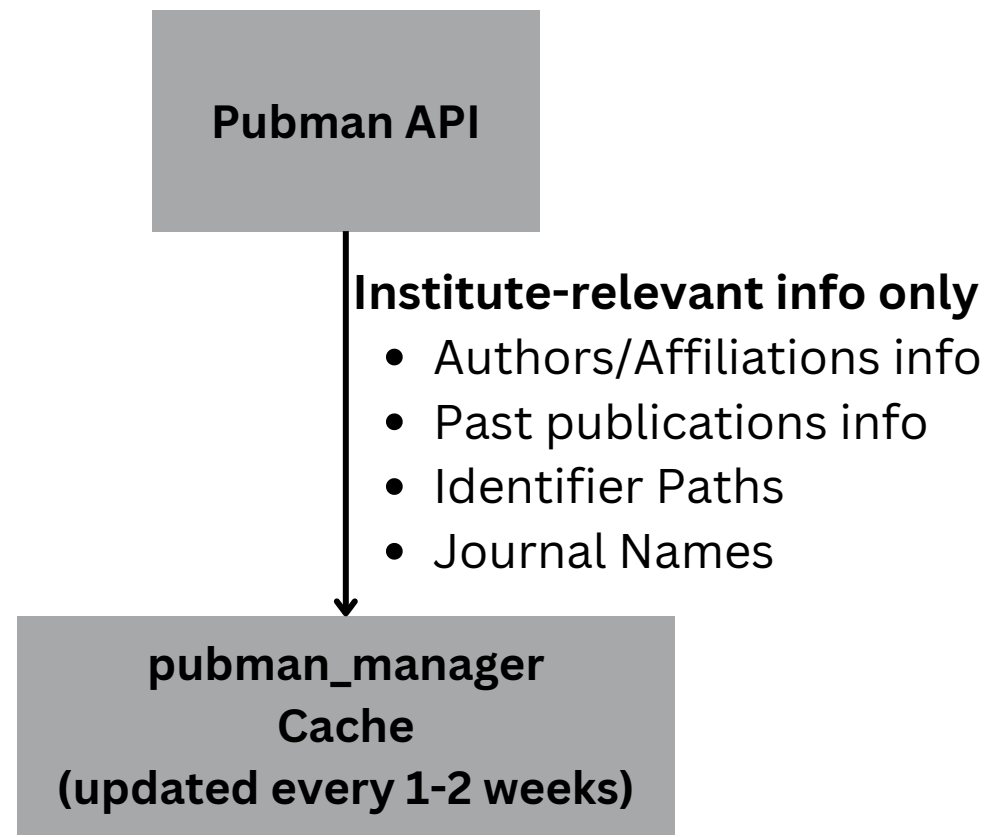 Pubman API
Institute-relevant info only
• Authors/Affiliations info
• Past publications info
• Identifier Paths
• Journal Names
pubman_manager
Cache
(updated every 1-2 weeks)